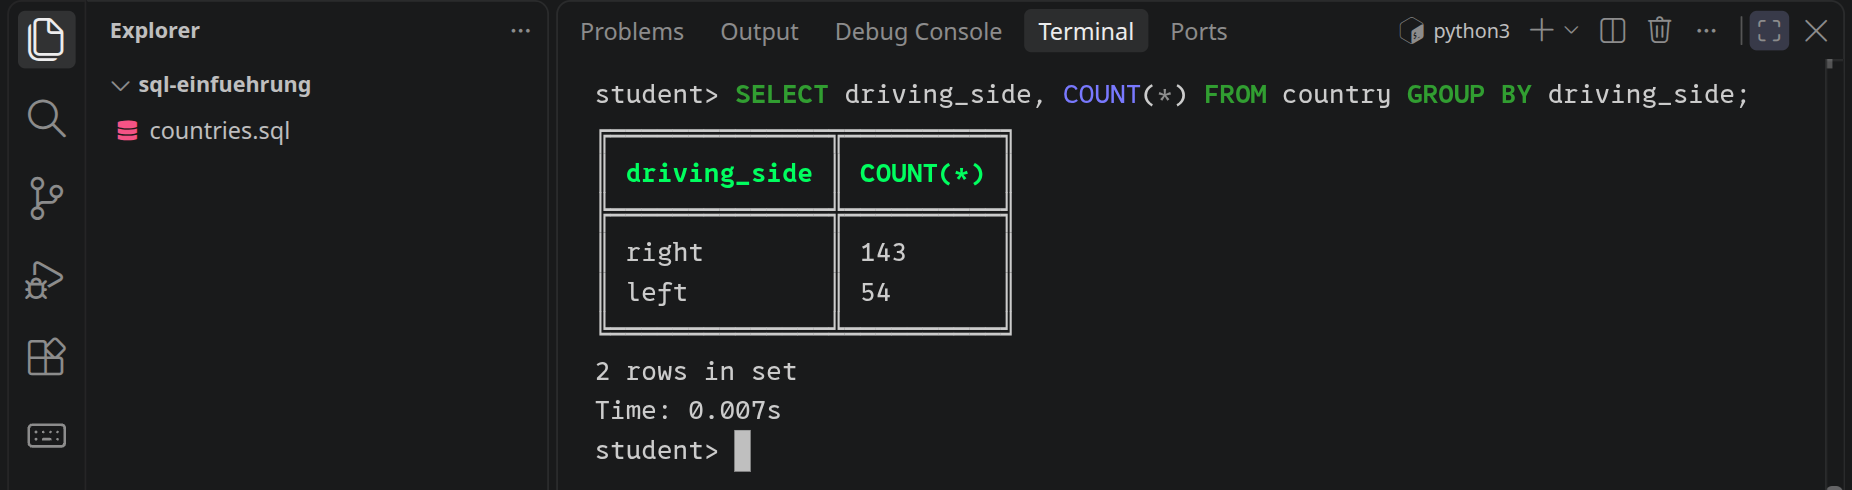 Explorer
sql-einfuehrung
countries.sql
Problems Output Debug Console Terminal Ports
python3
student> SELECT driving_side, COUNT(*) FROM country GROUP BY driving_side;
driving_side COUNT(*)
right 143
left 54
2 rows in set
Time: 0.007s
student>